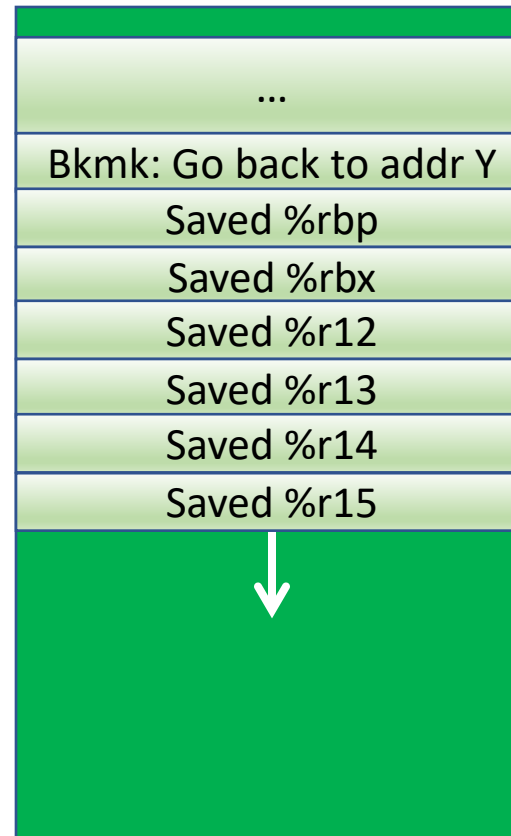 ...
Bkmk: Go back to addr Y
Saved %rbp
Saved %rbx
Saved %r12
Saved %r13
Saved %r14
Saved %r15